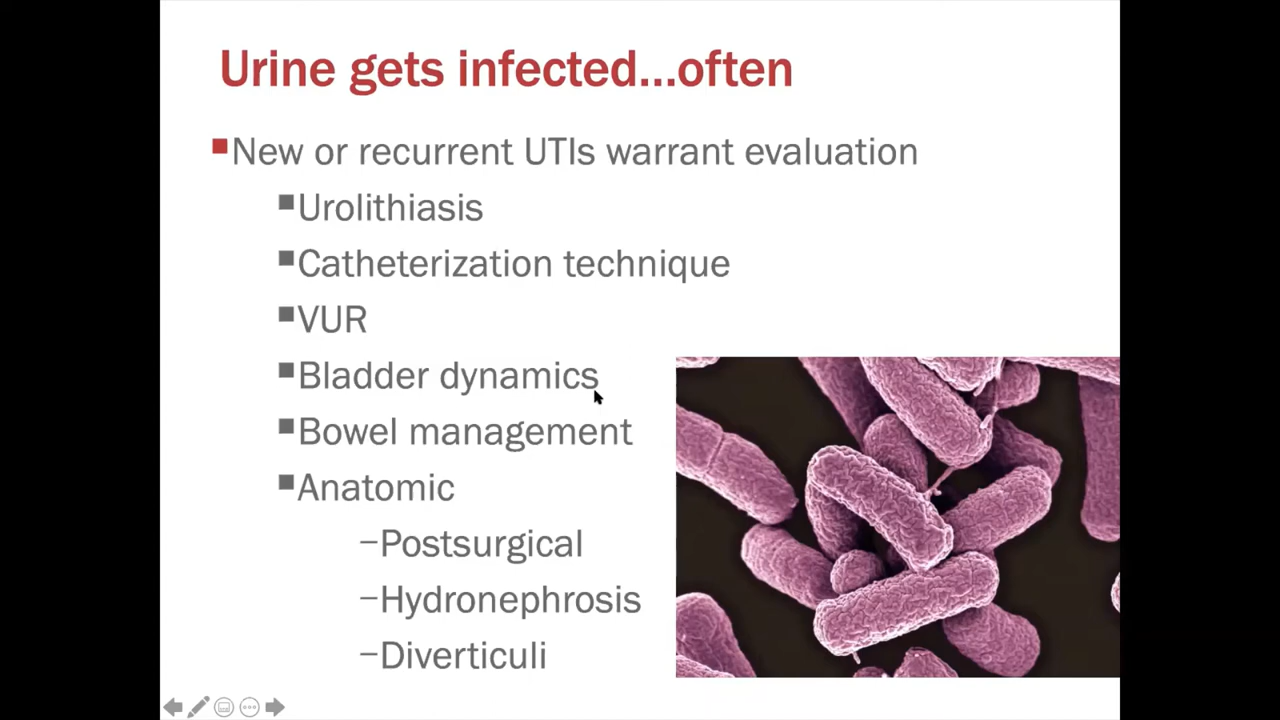 Urine gets infected...often
New or recurrent UTIs warrant evaluation
Urolithiasis
Catheterization technique
VUR
Bladder dynamics
Bowel management
Anatomic
–Postsurgical
–Hydronephrosis
–Diverticuli